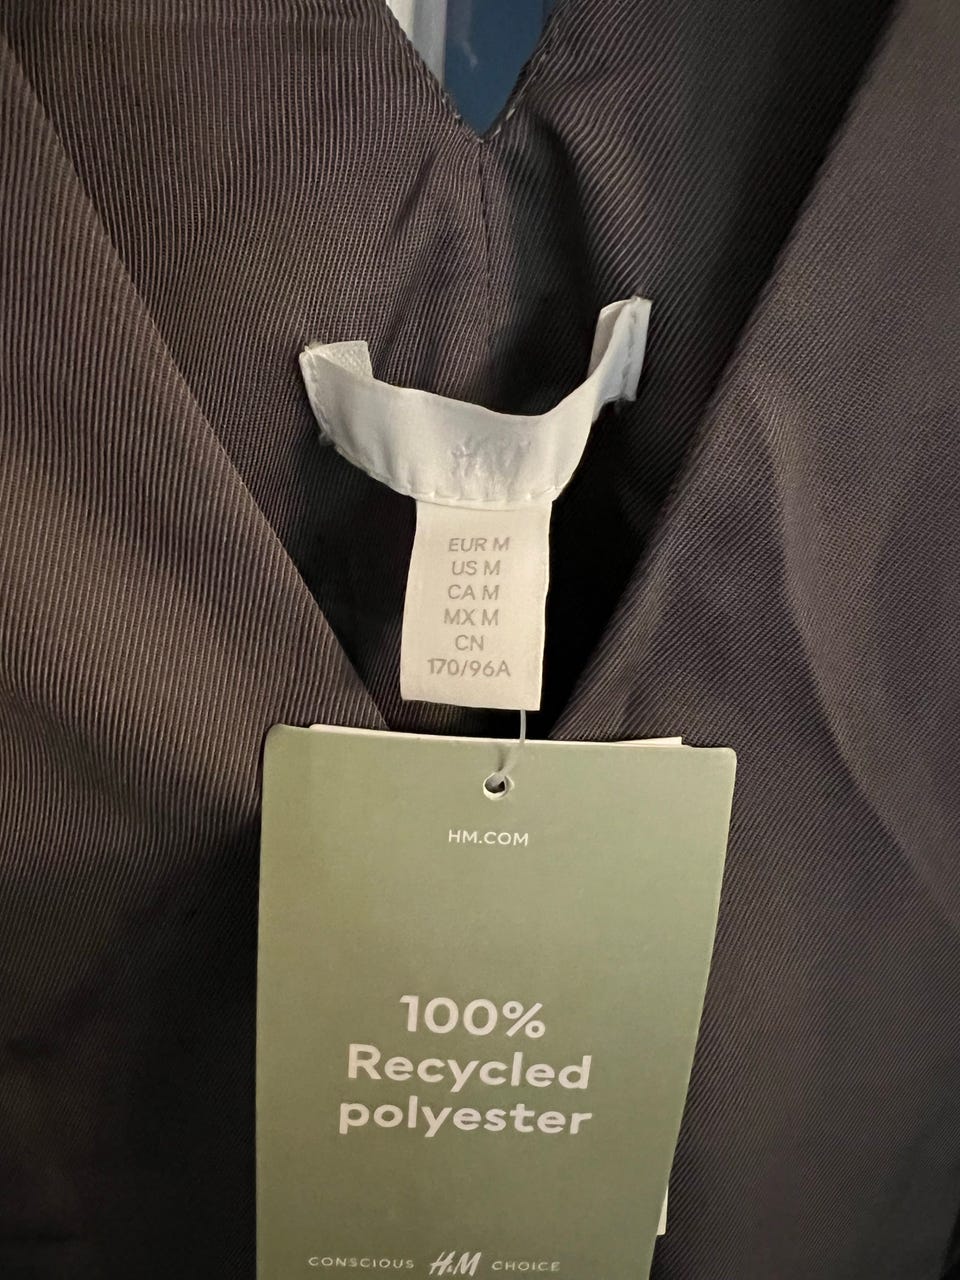 H&M
EUR M
US M
CA M
MX M
CN
170/96A
HM.COM
100%
Recycled
polyester
CONSCIOUS H&M CHOICE